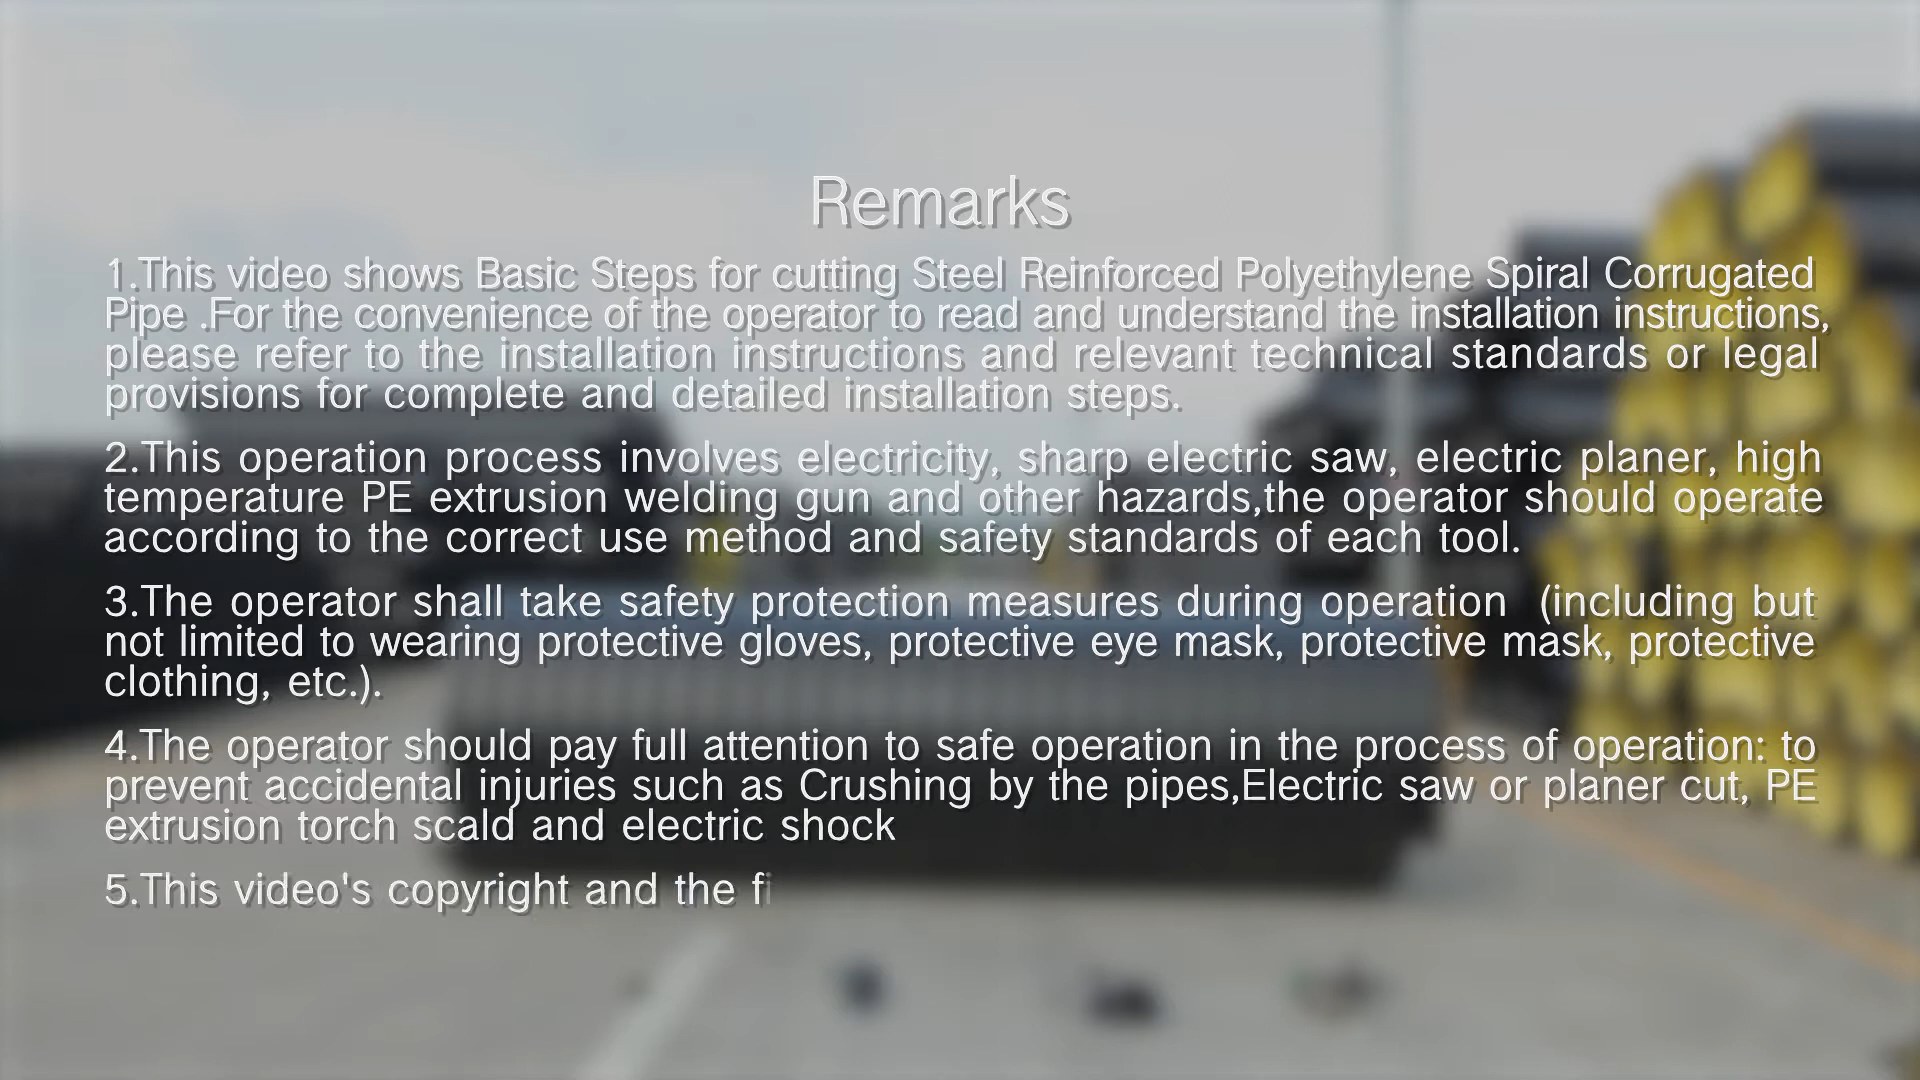 Remarks
1.This video shows Basic Steps for cutting Steel Reinforced Polyethylene Spiral Corrugated
Pipe .For the convenience of the operator to read and understand the installation instructions,
please refer to the installation instructions and relevant technical standards or legal
provisions for complete and detailed installation steps.
2.This operation process involves electricity, sharp electric saw, electric planer, high
temperature PE extrusion welding gun and other hazards,the operator should operate
according to the correct use method and safety standards of each tool.
3.The operator shall take safety protection measures during operation (including but
not limited to wearing protective gloves, protective eye mask, protective mask, protective
clothing, etc.).
4.The operator should pay full attention to safe operation in the process of operation: to
prevent accidental injuries such as Crushing by the pipes,Electric saw or planer cut, PE
extrusion torch scald and electric shock
5.This video's copyright and the fi